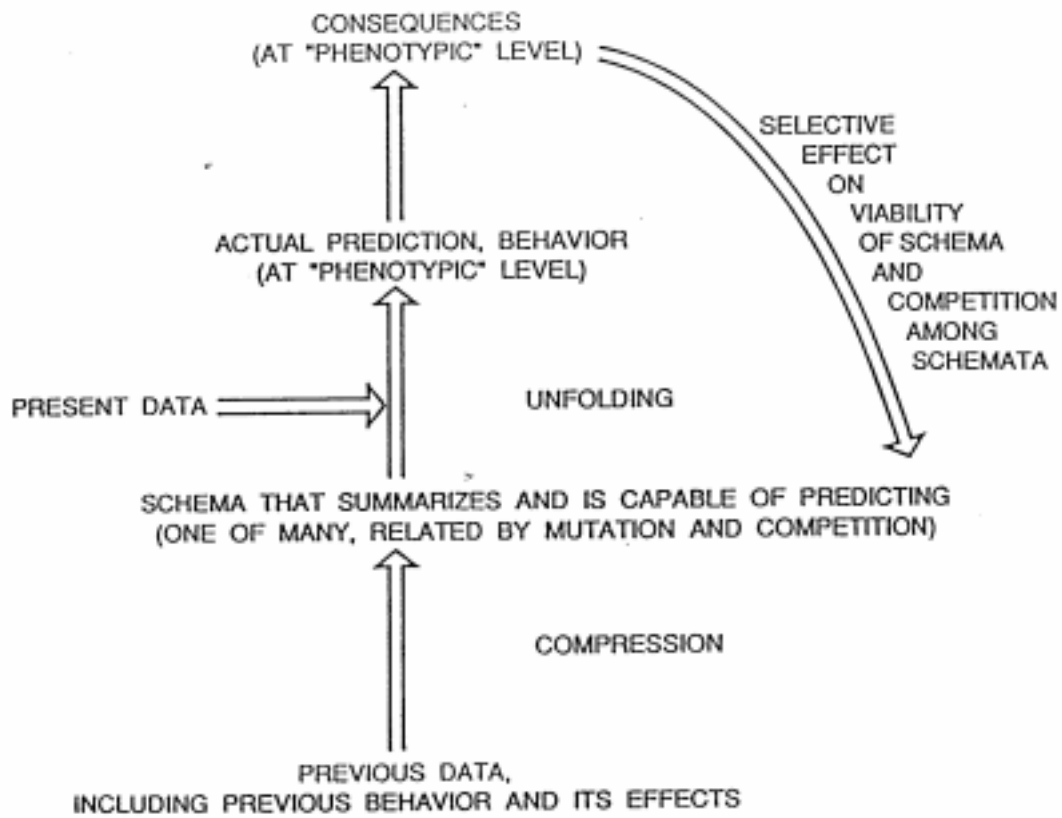 CONSEQUENCES
(AT "PHENOTYPIC" LEVEL)
SELECTIVE
EFFECT
ON
VIABILITY
OF SCHEMA
AND
COMPETITION
AMONG
SCHEMATA
ACTUAL PREDICTION, BEHAVIOR
(AT "PHENOTYPIC" LEVEL)
PRESENT DATA
UNFOLDING
SCHEMA THAT SUMMARIZES AND IS CAPABLE OF PREDICTING
(ONE OF MANY, RELATED BY MUTATION AND COMPETITION)
COMPRESSION
PREVIOUS DATA,
INCLUDING PREVIOUS BEHAVIOR AND ITS EFFECTS